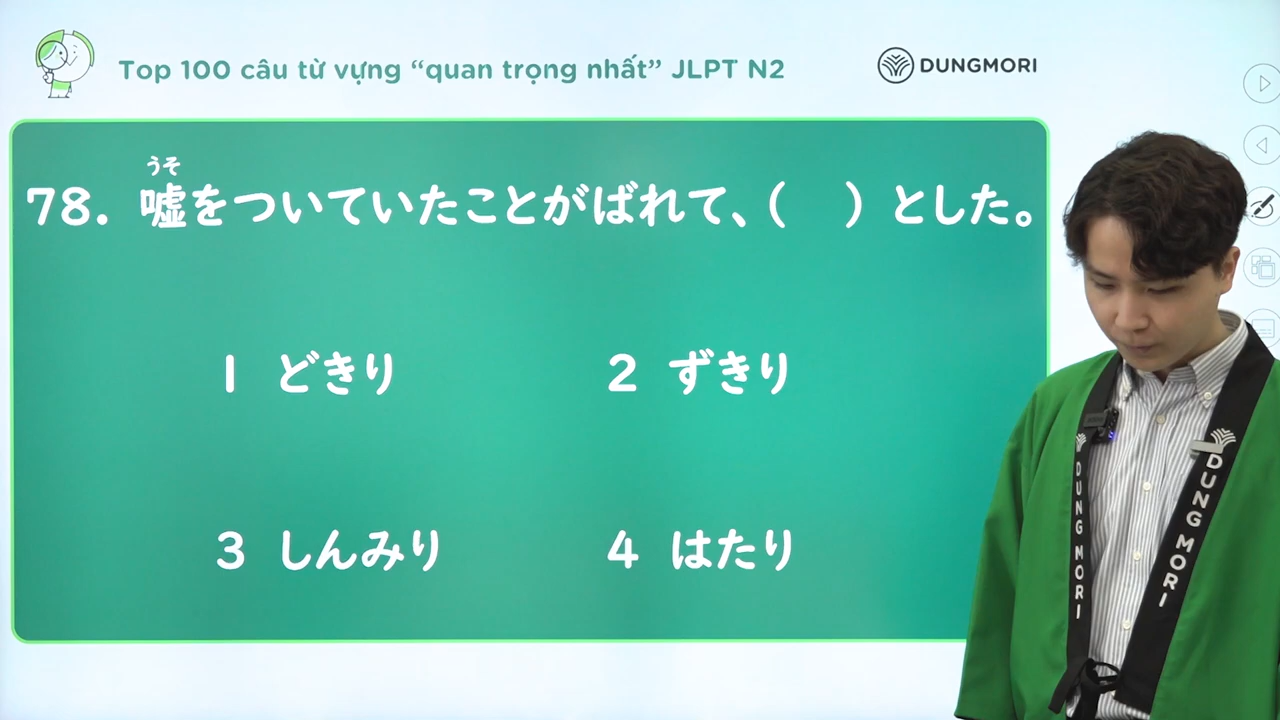 Top 100 câu từ vựng “quan trọng nhất” JLPT N2
DUNGMORI
うそ
78. 嘘をついていたことがばれて、（　）とした。
1 どきり
2 ずきり
3 しんみり
4 はたり
DUNG MORI
DUNG MORI